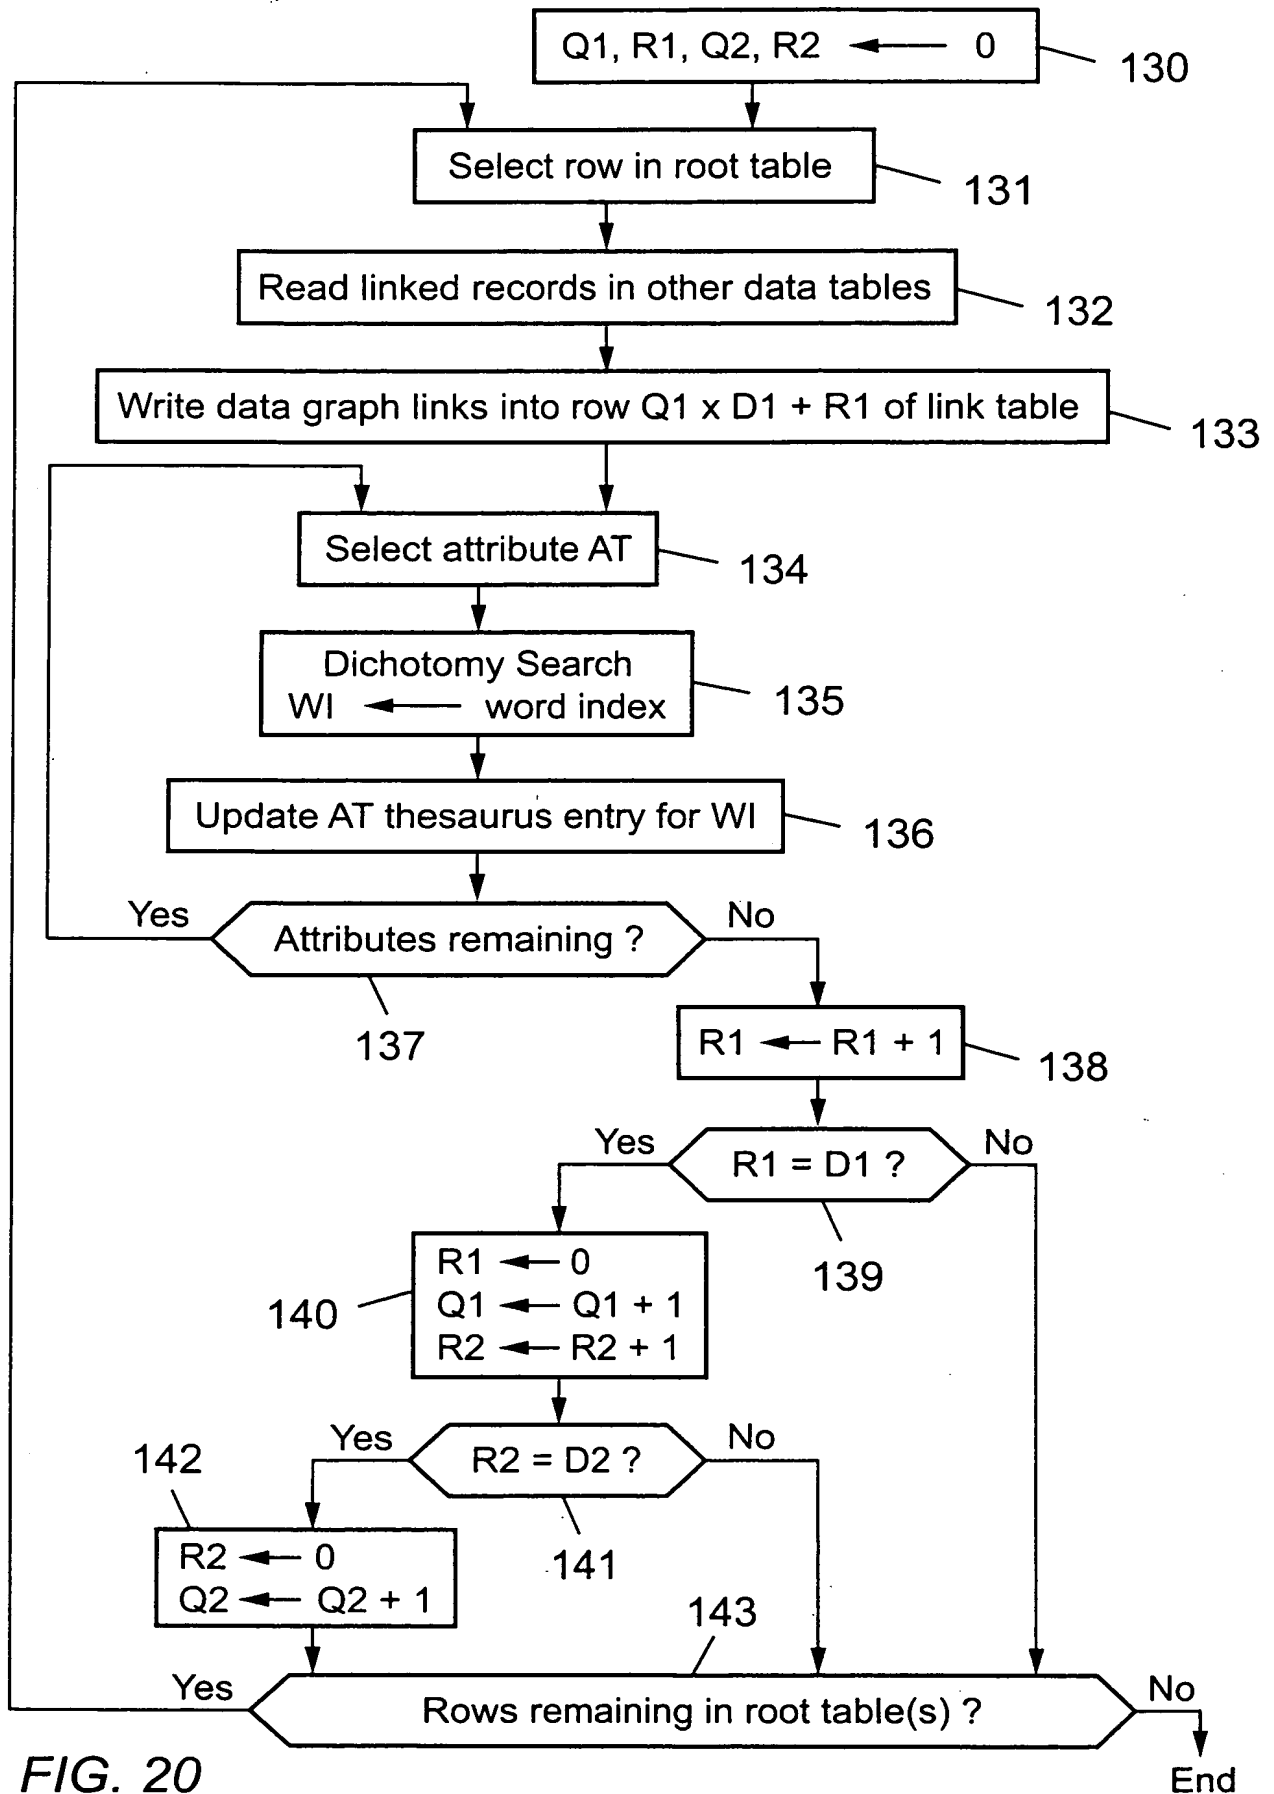 Q1, R1, Q2, R2 ← 0
130
Select row in root table
131
Read linked records in other data tables
132
Write data graph links into row Q1 x D1 + R1 of link table
133
Select attribute AT
134
Dichotomy Search
WI ← word index
135
Update AT thesaurus entry for WI
136
Yes
Attributes remaining ?
No
137
R1 ← R1 + 1
138
Yes
R1 = D1 ?
No
139
R1 ← 0
Q1 ← Q1 + 1
R2 ← R2 + 1
140
Yes
R2 = D2 ?
No
141
142
R2 ← 0
Q2 ← Q2 + 1
143
Yes
Rows remaining in root table(s) ?
No
End
FIG. 20